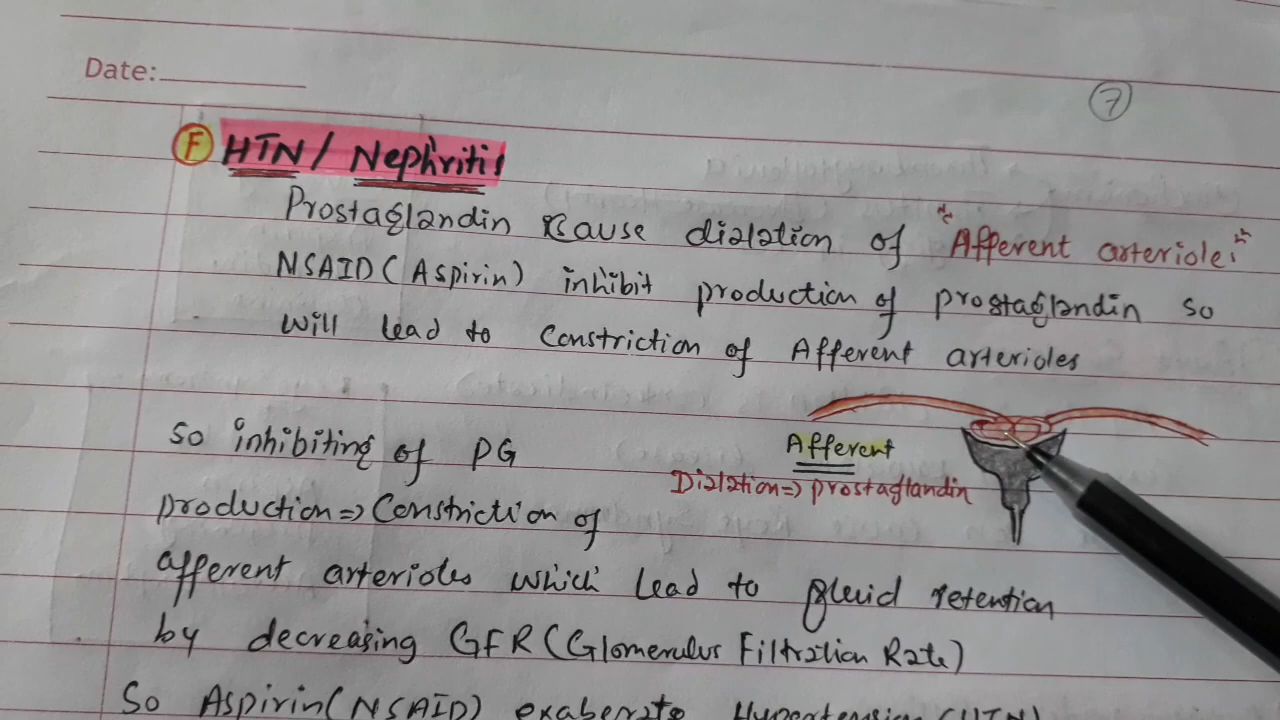 Date:
7
F HTN / Nephritis
Prostaglandin cause dialation of "Afferent arteriole."
NSAID (Aspirin) inhibit production of prostaglandin so
will lead to Constriction of Afferent arterioles
so inhibiting of PG
Afferent
Dialation => prostaglandin
production => Constriction of
afferent arterioles which lead to fluid retention
by decreasing GFR (Glomerulus Filtration Rate)
So Aspirin (NSAID) exaberate Hypertension (HTN)